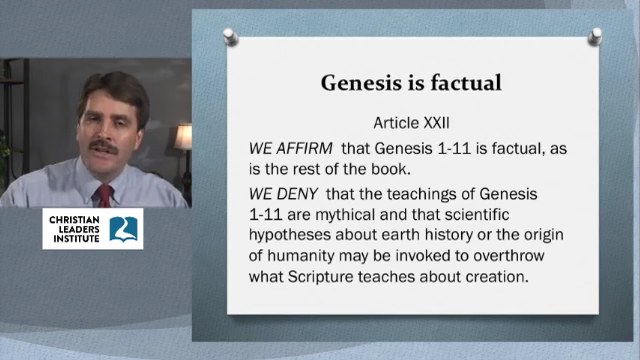 Genesis is factual
Article XXII
WE AFFIRM that Genesis 1-11 is factual, as
is the rest of the book.
WE DENY that the teachings of Genesis
1-11 are mythical and that scientific
hypotheses about earth history or the origin
of humanity may be invoked to overthrow
what Scripture teaches about creation.
CHRISTIAN
LEADERS
INSTITUTE